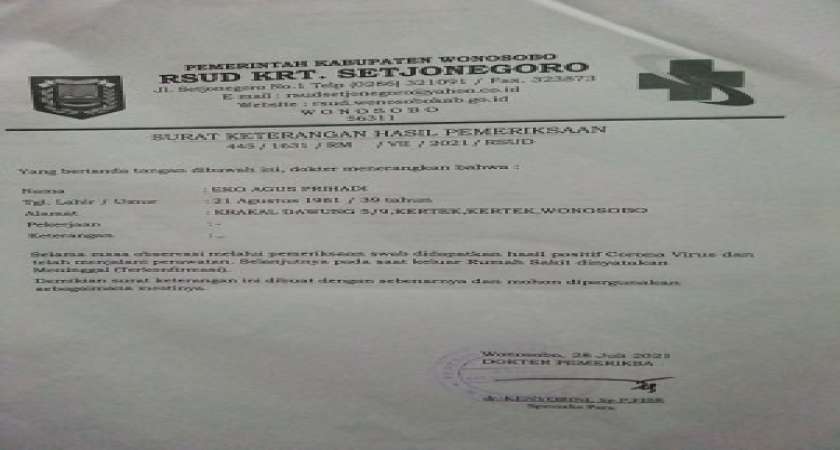 PEMERINTAH KABUPATEN WONOSOBO
RSUD KRT. SETJONEGORO
Jl. Setjonegoro No.1 Telp (0286) 321091 / Fax. 323873
E mail : rsudsetjonegoro@yahoo.co.id
Website : rsud.wonosobokab.go.id
W O N O S O B O
56311
SURAT KETERANGAN HASIL PEMERIKSAAN
445 / 1631 / RM / VII / 2021 / RSUD
Yang bertanda tangan dibawah ini, dokter menerangkan bahwa :
Nama : EKO AGUS PRIHADI
Tgl. Lahir / Umur : 21 Agustus 1981 / 39 tahun
Alamat : KRAKAL DAWUNG 5/9,KERTEK,KERTEK,WONOSOBO
Pekerjaan : -
Keterangan : -
Selama masa observasi melalui pemeriksaan swab didapatkan hasil positif Corona Virus dan
telah menjalani perawatan. Selanjutnya pada saat keluar Rumah Sakit dinyatakan
Meninggal (Terkonfirmasi).
Demikian surat keterangan ini dibuat dengan sebenarnya dan mohon dipergunakan
sebagaimana mestinya.
Wonosobo, 28 Juli 2021
DOKTER PEMERIKSA
Spesialis Paru